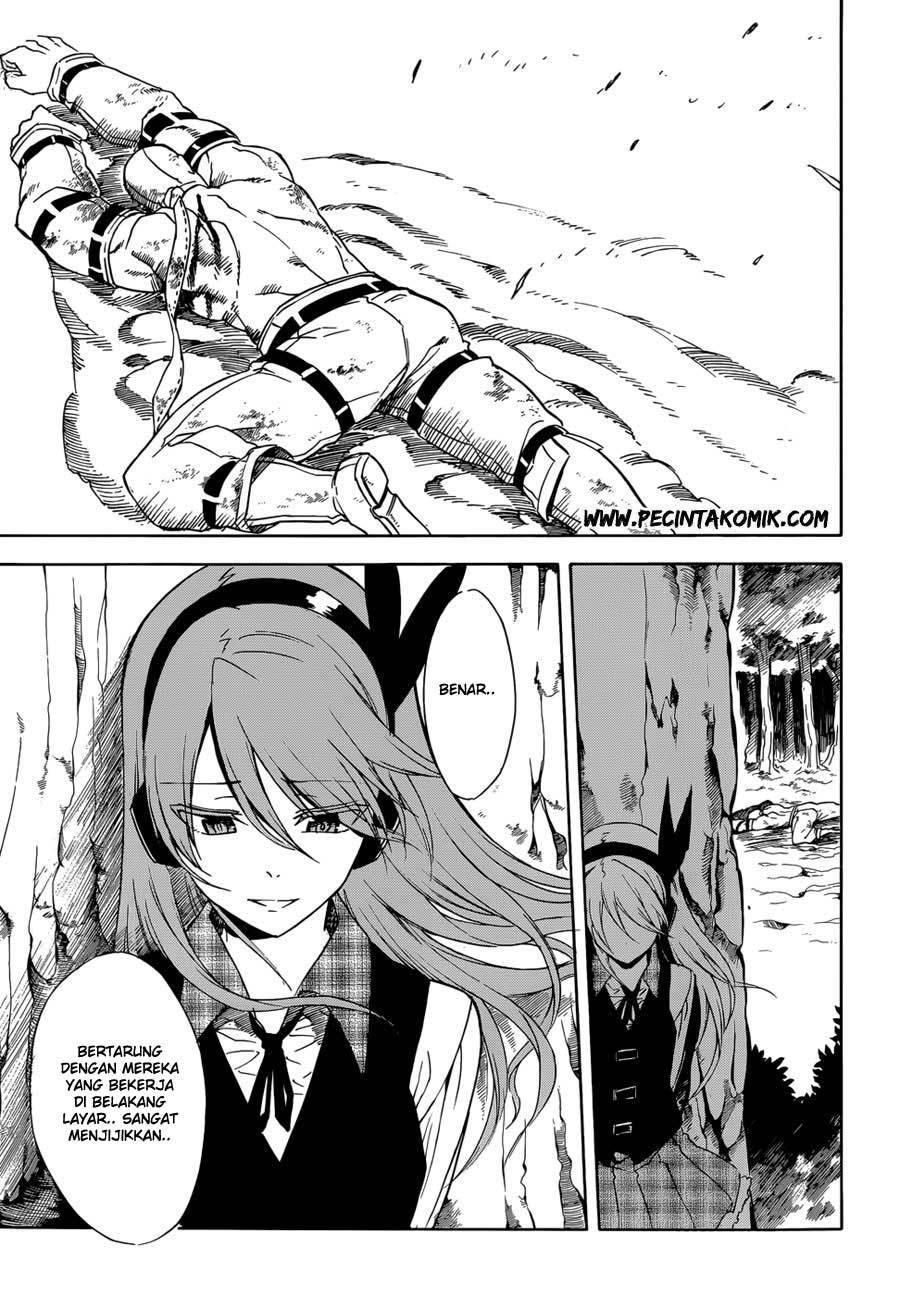 WWW.PECINTAKOMIK.COM
BENAR..
BERTARUNG
DENGAN MEREKA
YANG BEKERJA
DI BELAKANG
LAYAR.. SANGAT
MENJIJIKKAN..